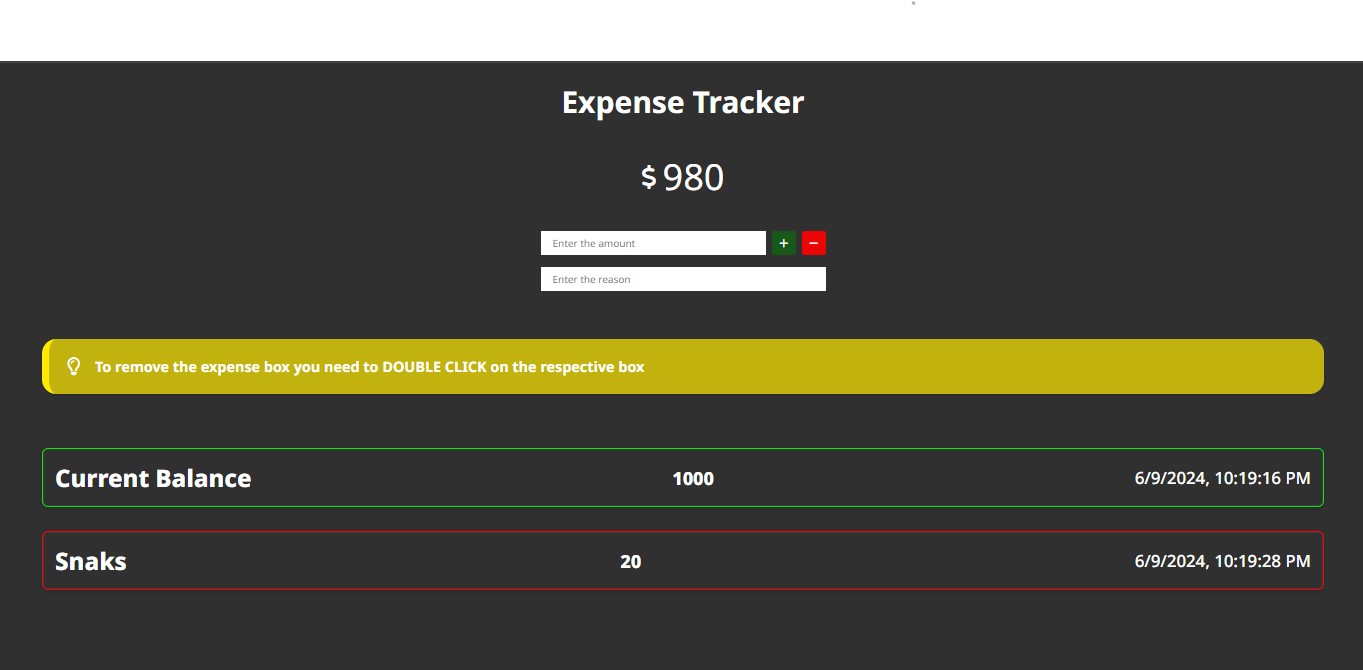 Expense Tracker
$ 980
Enter the amount + −
Enter the reason
To remove the expense box you need to DOUBLE CLICK on the respective box
Current Balance 1000 6/9/2024, 10:19:16 PM
Snaks 20 6/9/2024, 10:19:28 PM